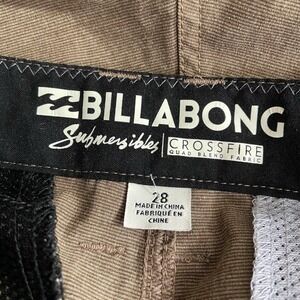 BILLABONG
Submersibles CROSSFIRE
QUAD BLEND FABRIC
28
MADE IN CHINA
FABRIQUÉ EN
CHINE